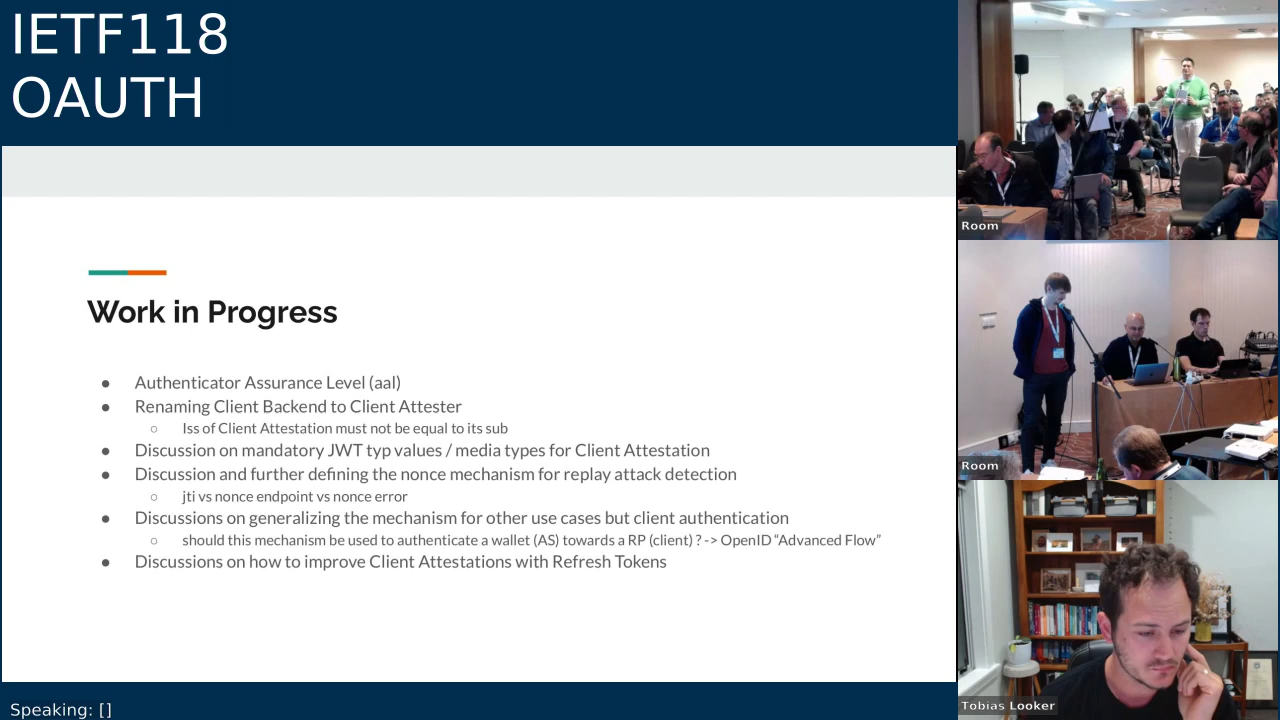 IETF118
OAUTH
Work in Progress
● Authenticator Assurance Level (aal)
● Renaming Client Backend to Client Attester
○ Iss of Client Attestation must not be equal to its sub
● Discussion on mandatory JWT typ values / media types for Client Attestation
● Discussion and further defining the nonce mechanism for replay attack detection
○ jti vs nonce endpoint vs nonce error
● Discussions on generalizing the mechanism for other use cases but client authentication
○ should this mechanism be used to authenticate a wallet (AS) towards a RP (client) ? -> OpenID “Advanced Flow”
● Discussions on how to improve Client Attestations with Refresh Tokens
Speaking: []
Room
Room
Tobias Looker